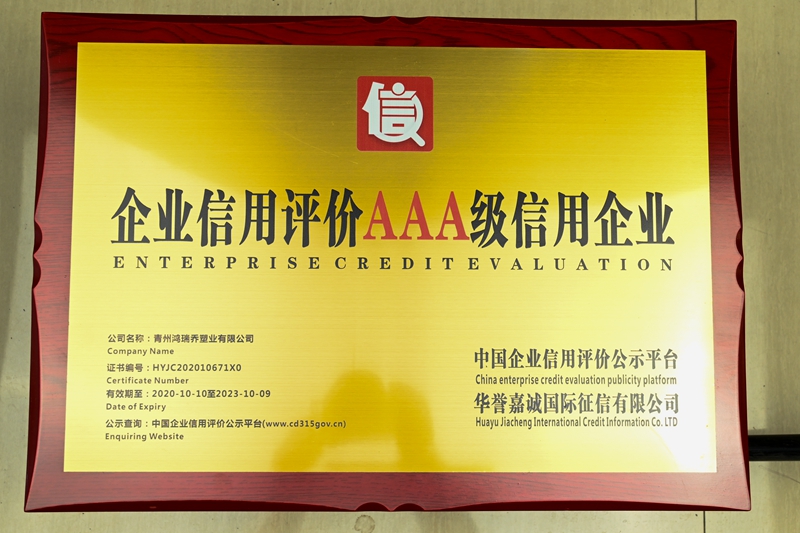 信
企业信用评价AAA级信用企业
ENTERPRISE CREDIT EVALUATION
公司名称：青州鸿瑞乔塑业有限公司
Company Name
证书编号：HYJC202010671X0
Certificate Number
有效期至：2020-10-10至2023-10-09
Date of Expiry
公示查询：中国企业信用评价公示平台(www.cd315gov.cn)
Enquiring Website
中国企业信用评价公示平台
China enterprise credit evaluation publicity platform
华誉嘉诚国际征信有限公司
Huayu Jiacheng International Credit Information Co. LTD